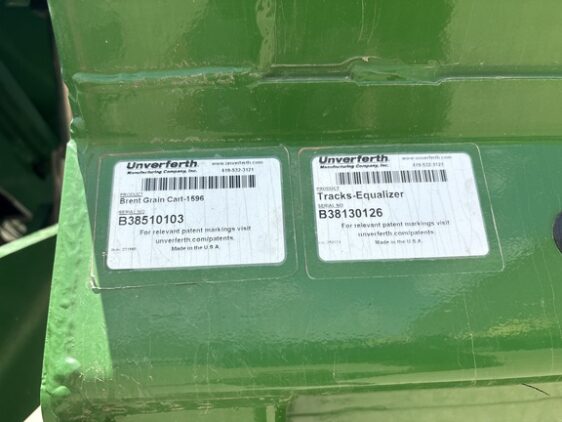 Unverferth
www.unverferth.com
Manufacturing Company, Inc.
419-532-3121
PRODUCT
Brent Grain Cart-1596
SERIAL NO
B38510103
For relevant patent markings visit
unverferth.com/patents.
Made in the U.S.A.
Unverferth
www.unverferth.com
Manufacturing Company, Inc.
419-532-3121
PRODUCT
Tracks-Equalizer
SERIAL NO
B38130126
For relevant patent markings visit
unverferth.com/patents.
Made in the U.S.A.